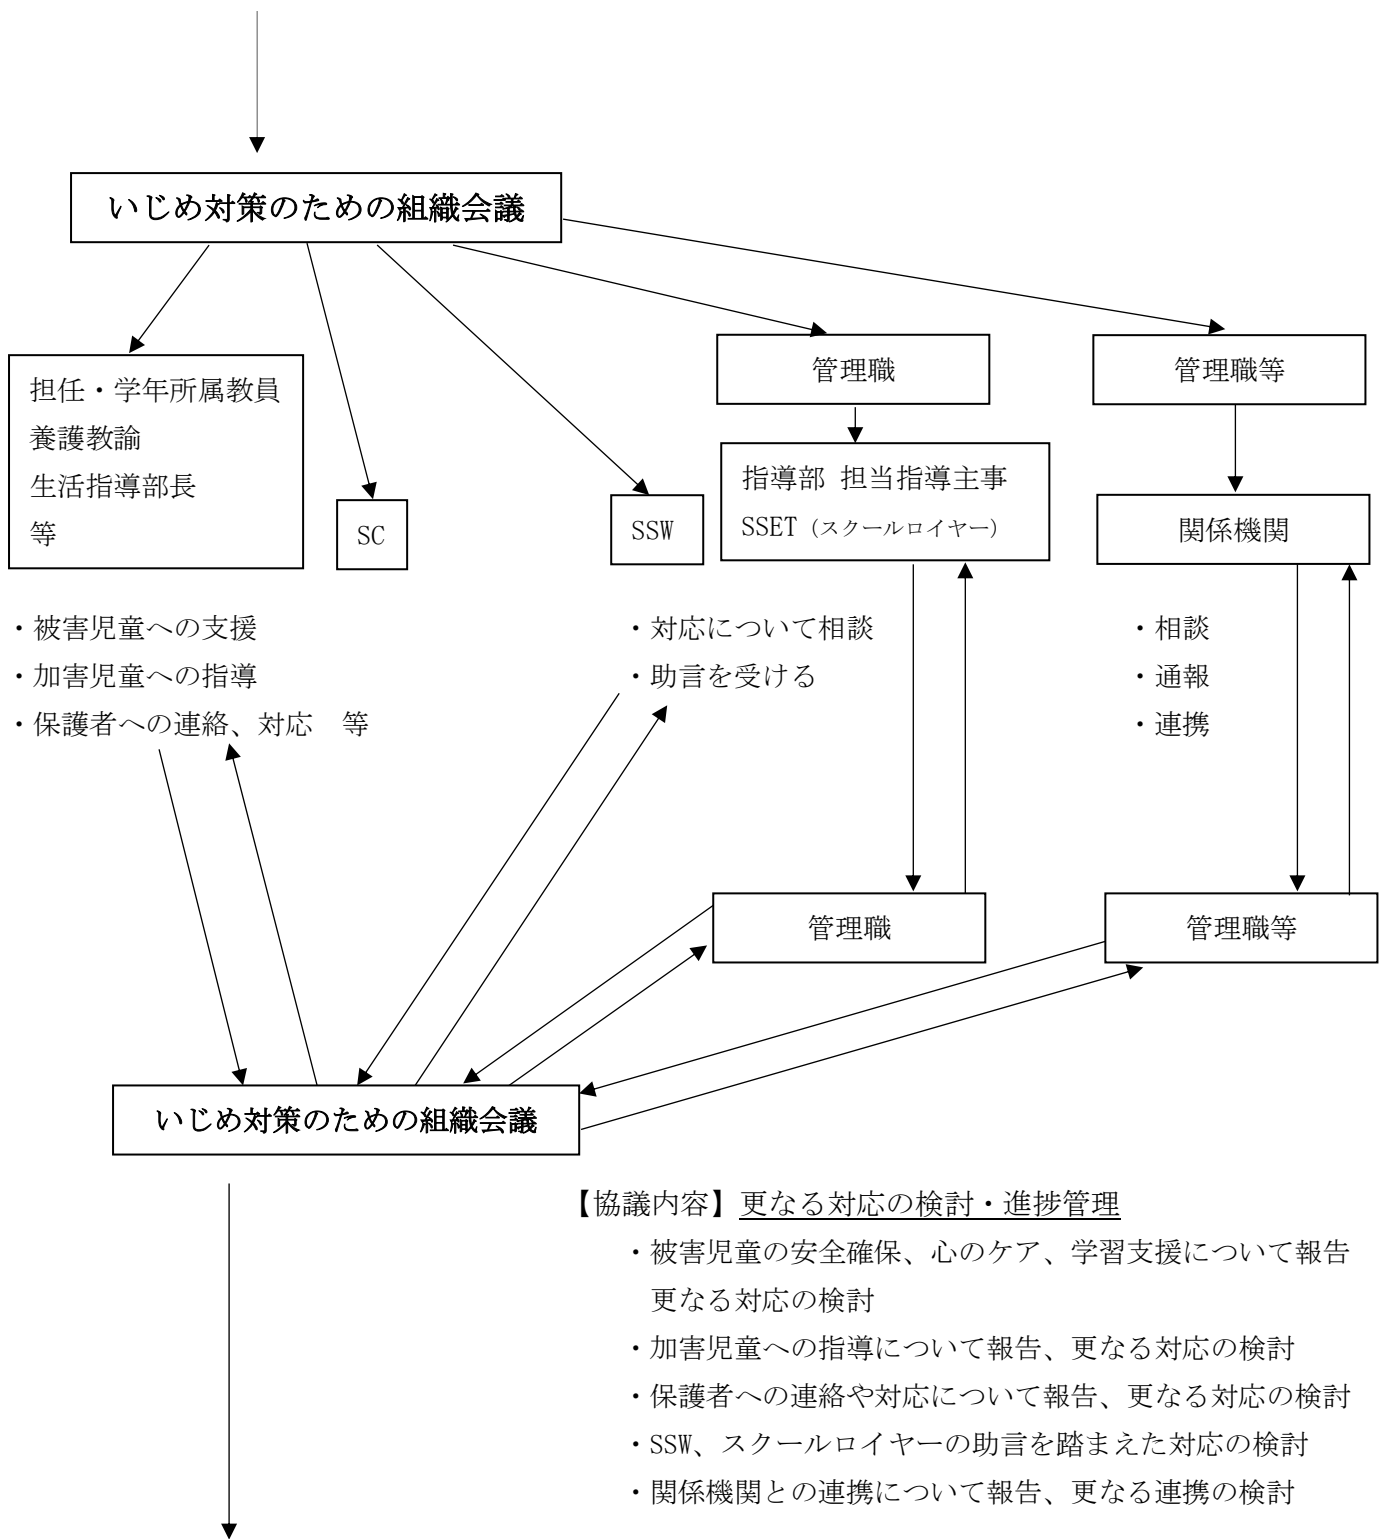 いじめ対策のための組織会議
管理職
管理職等
担任・学年所属教員
養護教諭
生活指導部長
等
SC
SSW
指導部 担当指導主事
SSET（スクールロイヤー）
関係機関
・被害児童への支援
・加害児童への指導
・保護者への連絡、対応　等
・対応について相談
・助言を受ける
・相談
・通報
・連携
管理職
管理職等
いじめ対策のための組織会議
【協議内容】更なる対応の検討・進捗管理
・被害児童の安全確保、心のケア、学習支援について報告
更なる対応の検討
・加害児童への指導について報告、更なる対応の検討
・保護者への連絡や対応について報告、更なる対応の検討
・SSW、スクールロイヤーの助言を踏まえた対応の検討
・関係機関との連携について報告、更なる連携の検討